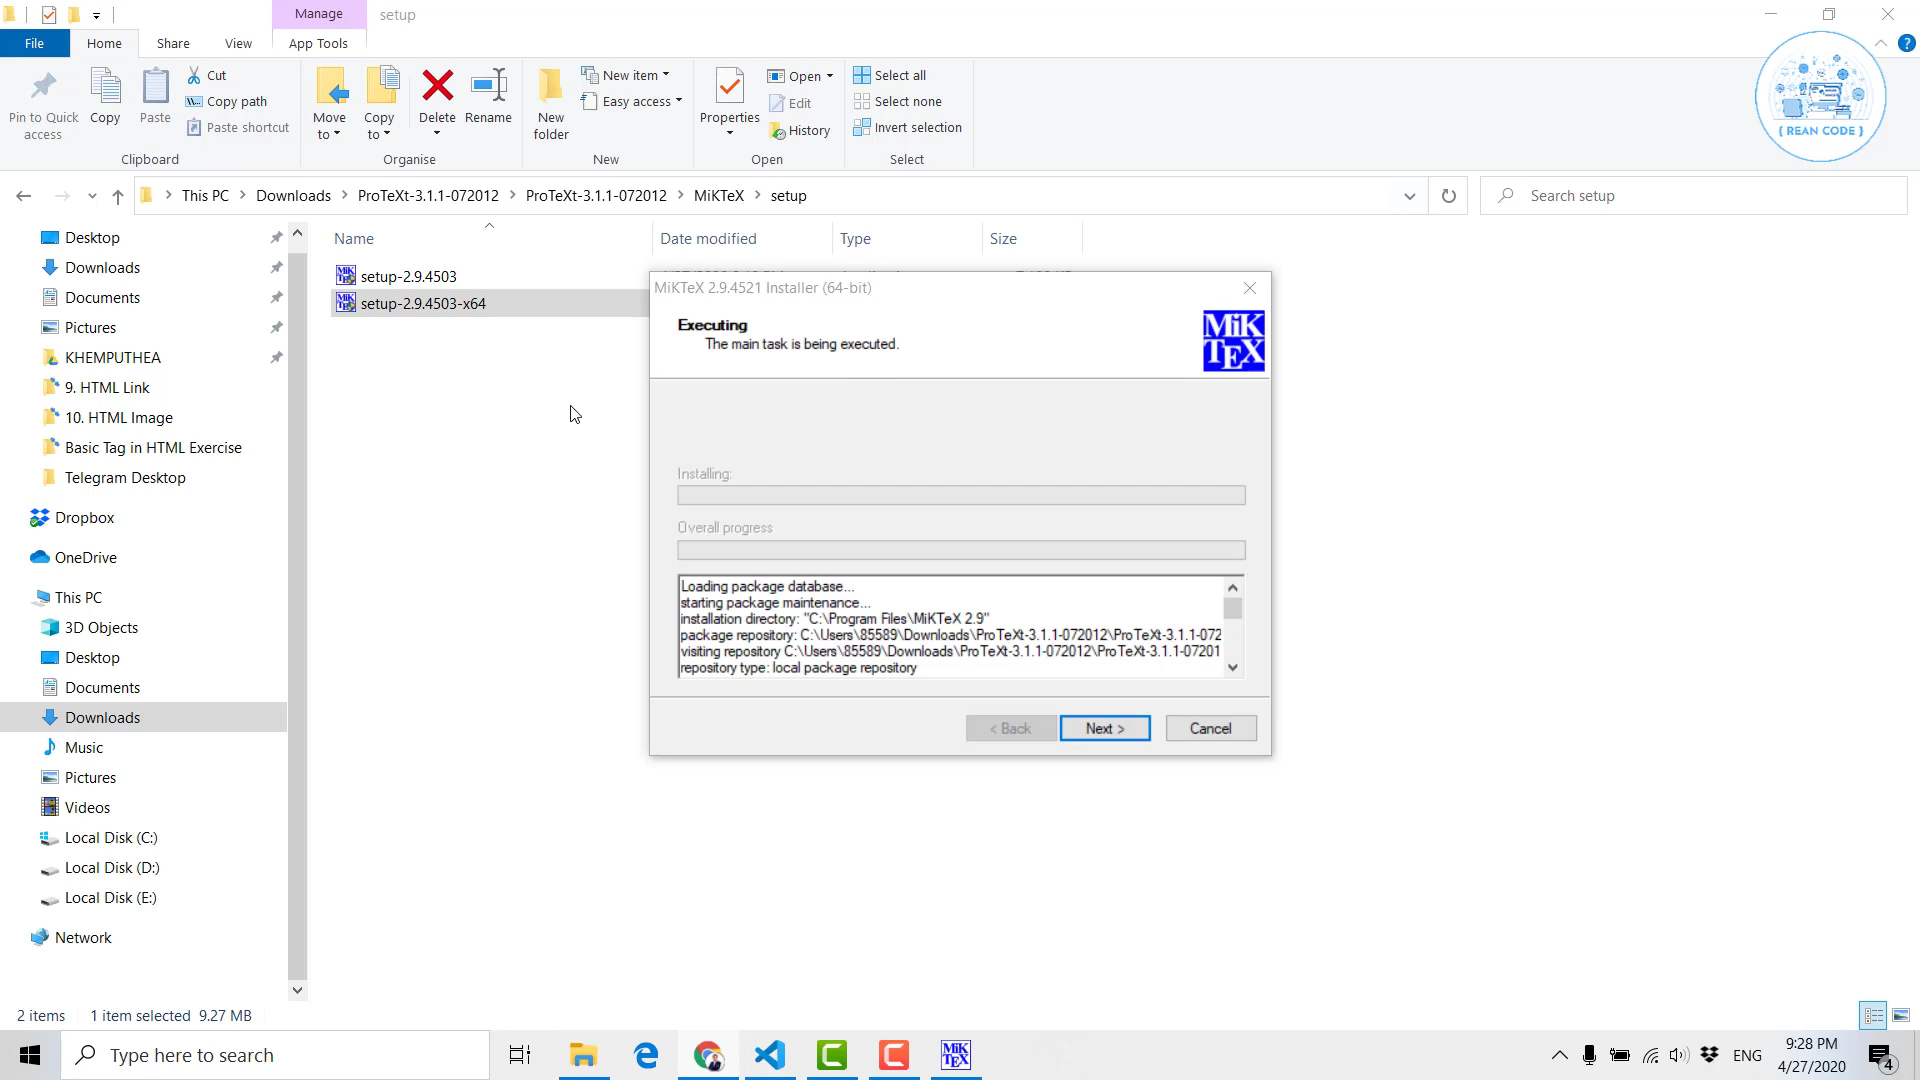 Manage
setup
File
Home
Share
View
App Tools
Pin to Quick access
Copy
Paste
Cut
Copy path
Paste shortcut
Clipboard
Move to
Copy to
Delete
Rename
Organise
New folder
New item
Easy access
New
Properties
Open
Edit
History
Open
Select all
Select none
Invert selection
Select
{ REAN CODE }
This PC > Downloads > ProTeXt-3.1.1-072012 > ProTeXt-3.1.1-072012 > MiKTeX > setup
Search setup
Desktop
Downloads
Documents
Pictures
KHEMPUTHEA
9. HTML Link
10. HTML Image
Basic Tag in HTML Exercise
Telegram Desktop
Dropbox
OneDrive
This PC
3D Objects
Desktop
Documents
Downloads
Music
Pictures
Videos
Local Disk (C:)
Local Disk (D:)
Local Disk (E:)
Network
Name
Date modified
Type
Size
setup-2.9.4503
setup-2.9.4503-x64
MiKTeX 2.9.4521 Installer (64-bit)
Executing
The main task is being executed.
MiK
TEX
Installing:
Overall progress
Loading package database...
starting package maintenance...
installation directory: "C:\Program Files\MiKTeX 2.9"
package repository: C:\Users\85589\Downloads\ProTeXt-3.1.1-072012\ProTeXt-3.1.1-072
visiting repository C:\Users\85589\Downloads\ProTeXt-3.1.1-072012\ProTeXt-3.1.1-07201
repository type: local package repository
< Back
Next >
Cancel
2 items
1 item selected 9.27 MB
Type here to search
MiK
TEX
ENG
9:28 PM
4/27/2020
4